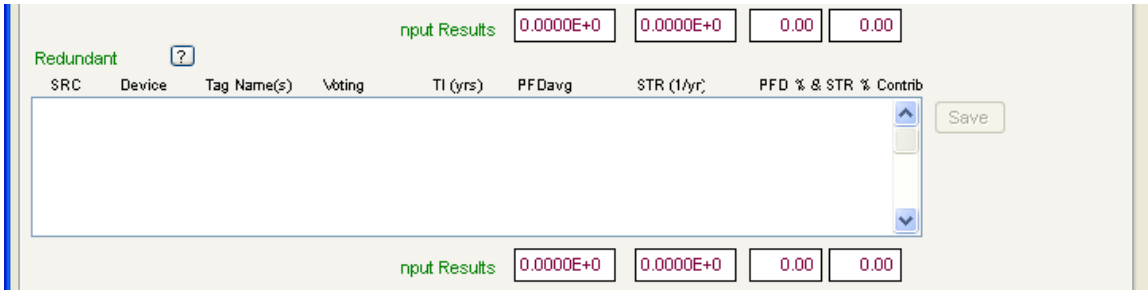 nput Results 0.0000E+0 0.0000E+0 0.00 0.00
Redundant ?
SRC Device Tag Name(s) Voting TI (yrs) PFDavg STR (1/yr) PFD % & STR % Contrib
Save
nput Results 0.0000E+0 0.0000E+0 0.00 0.00